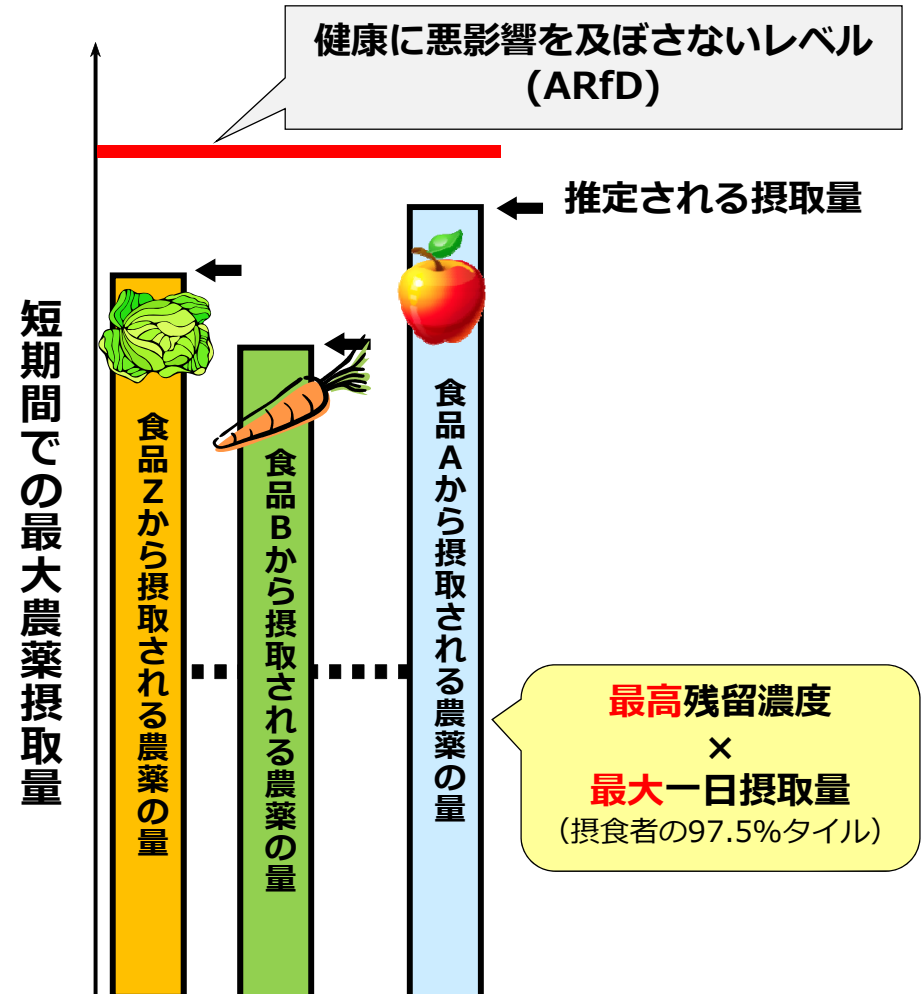 健康に悪影響を及ぼさないレベル
(ARfD)
推定される摂取量
短期間での最大農薬摂取量
食品Zから摂取される農薬の量
食品Bから摂取される農薬の量
食品Aから摂取される農薬の量
最高残留濃度
×
最大一日摂取量
（摂食者の97.5%タイル）